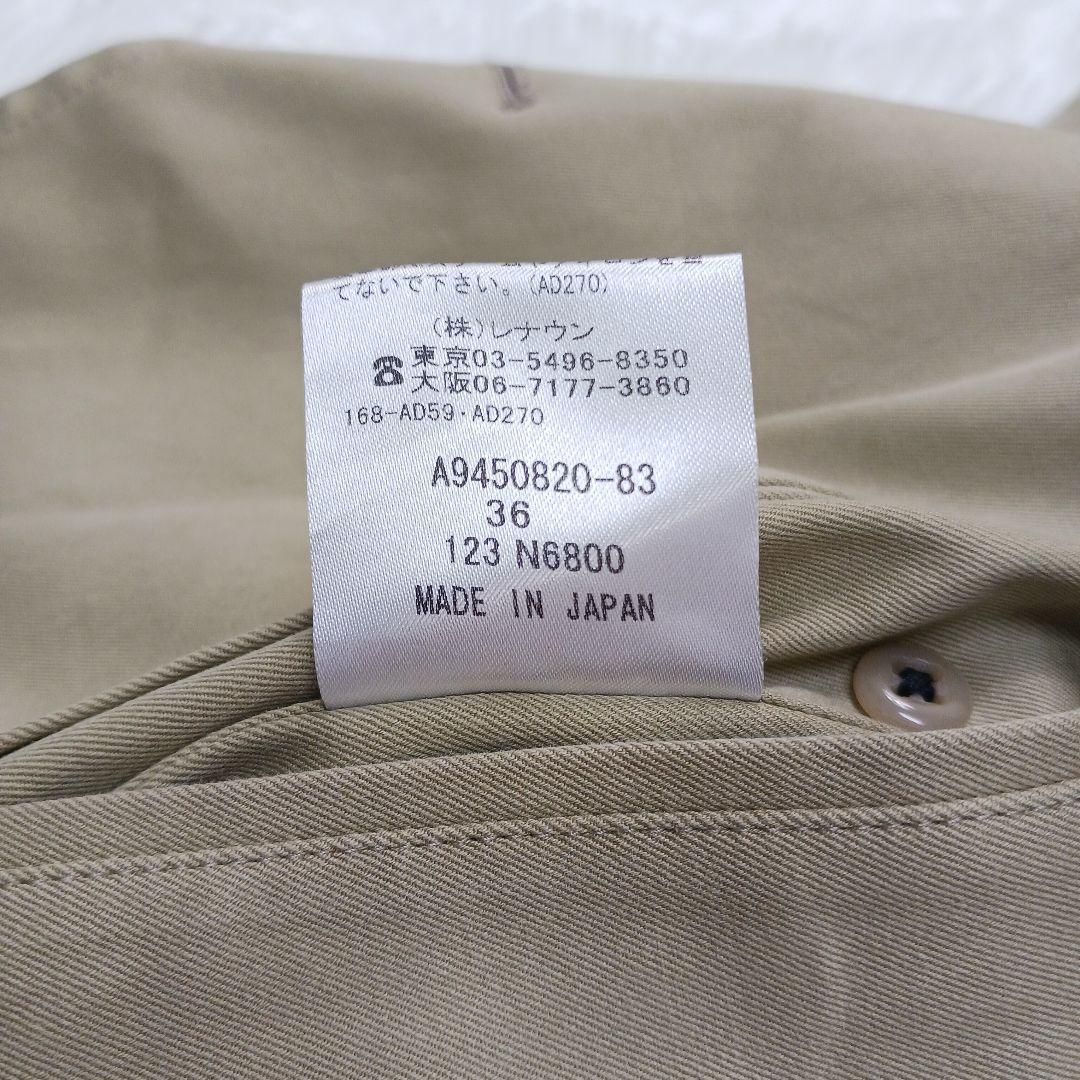 てないで下さい。(AD270)
(株)レナウン
☎東京03-5496-8350
大阪06-7177-3860
168-AD59・AD270
A9450820-83
36
123 N6800
MADE IN JAPAN